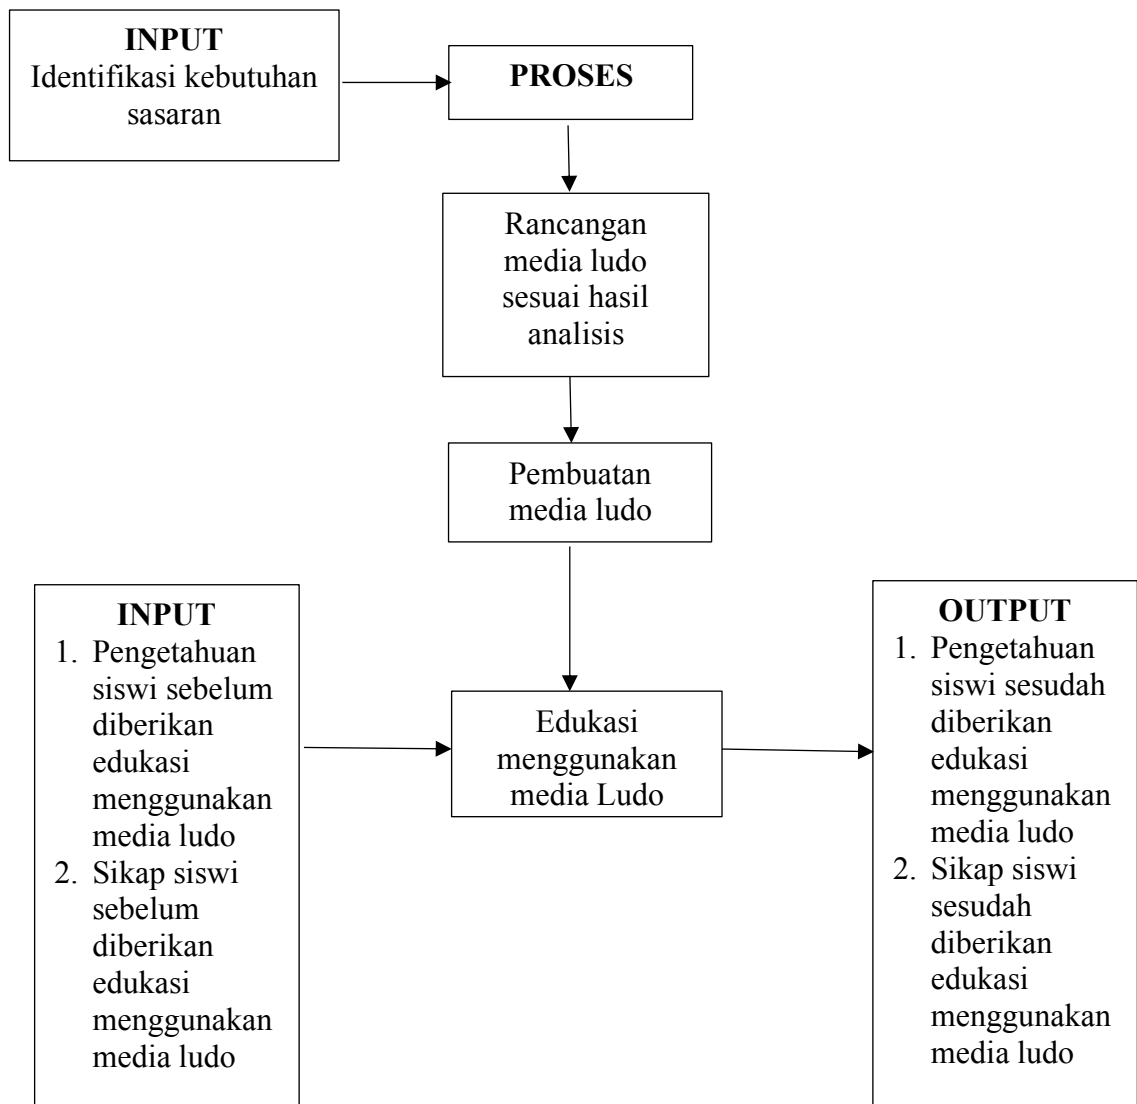 INPUT
Identifikasi kebutuhan
sasaran
PROSES
Rancangan
media ludo
sesuai hasil
analisis
Pembuatan
media ludo
INPUT
1. Pengetahuan
siswi sebelum
diberikan
edukasi
menggunakan
media ludo
2. Sikap siswi
sebelum
diberikan
edukasi
menggunakan
media ludo
Edukasi
menggunakan
media Ludo
OUTPUT
1. Pengetahuan
siswi sesudah
diberikan
edukasi
menggunakan
media ludo
2. Sikap siswi
sesudah
diberikan
edukasi
menggunakan
media ludo